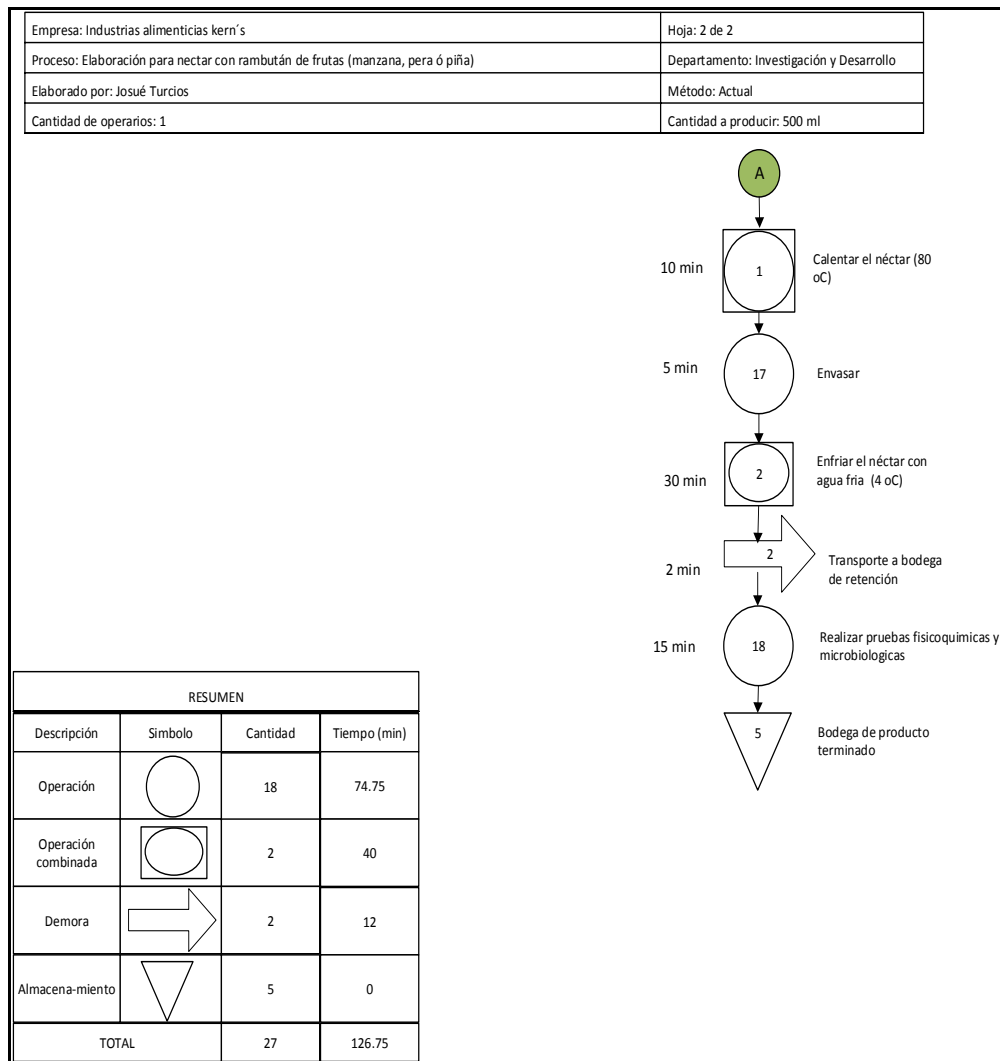 Empresa: Industrias alimenticias kern´s
Hoja: 2 de 2
Proceso: Elaboración para nectar con rambután de frutas (manzana, pera ó piña)
Departamento: Investigación y Desarrollo
Elaborado por: Josué Turcios
Método: Actual
Cantidad de operarios: 1
Cantidad a producir: 500 ml
A
10 min
1
Calentar el néctar (80
oC)
5 min
17
Envasar
30 min
2
Enfriar el néctar con
agua fria (4 oC)
2 min
2
Transporte a bodega
de retención
15 min
18
Realizar pruebas fisicoquimicas y
microbiologicas
5
Bodega de producto
terminado
RESUMEN
Descripción
Simbolo
Cantidad
Tiempo (min)
Operación
18
74.75
Operación
combinada
2
40
Demora
2
12
Almacena-miento
5
0
TOTAL
27
126.75